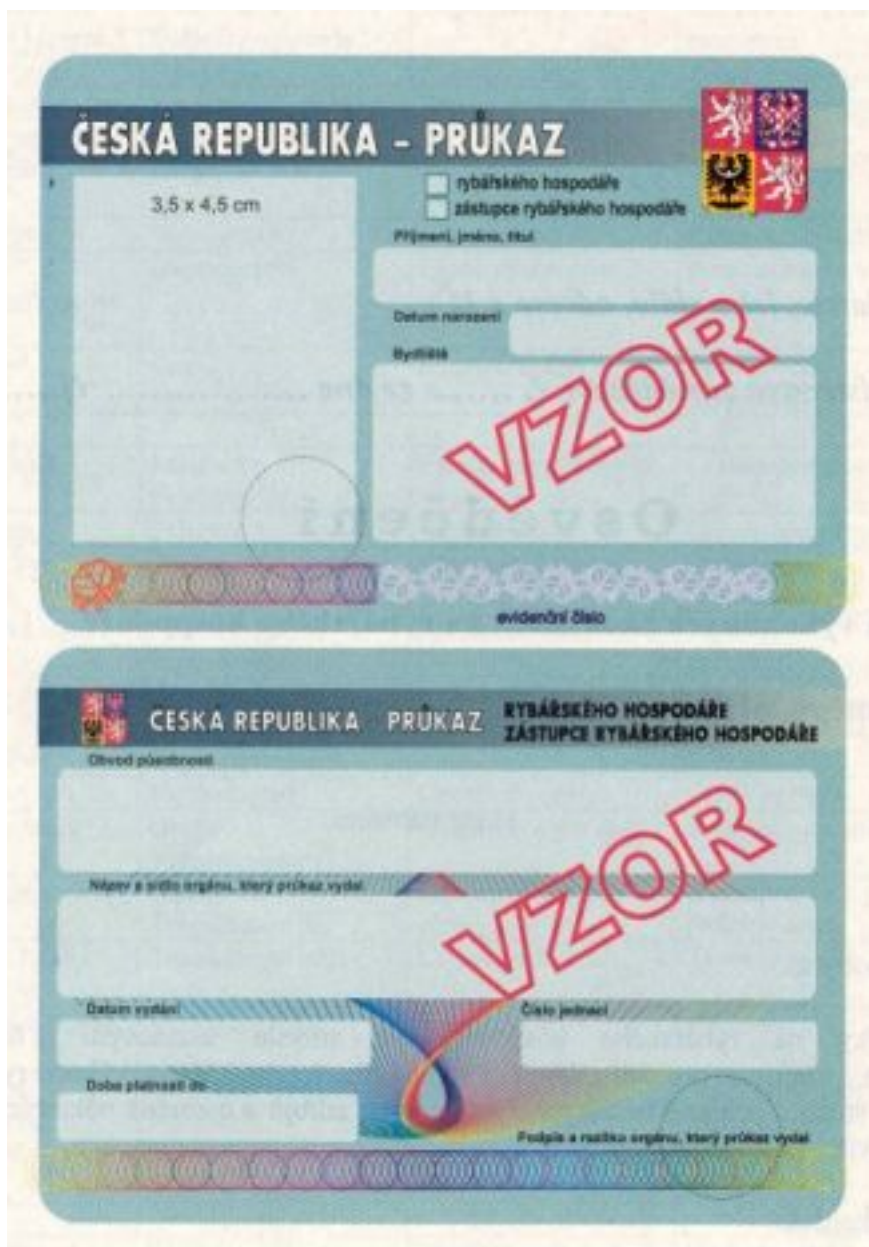 ČESKÁ REPUBLIKA – PRŮKAZ
3,5 x 4,5 cm
rybářského hospodáře
zástupce rybářského hospodáře
Příjmení, jméno, titul
Datum narození
Bydliště
VZOR
Osvědčení
evidenční číslo
ČESKÁ REPUBLIKA PRŮKAZ
RYBÁŘSKÉHO HOSPODÁŘE
ZÁSTUPCE RYBÁŘSKÉHO HOSPODÁŘE
Obvod působnosti
VZOR
Název a sídlo orgánu, který průkaz vydal
Datum vydání
Číslo jednací
Doba platnosti do
Podpis a razítko orgánu, který průkaz vydal